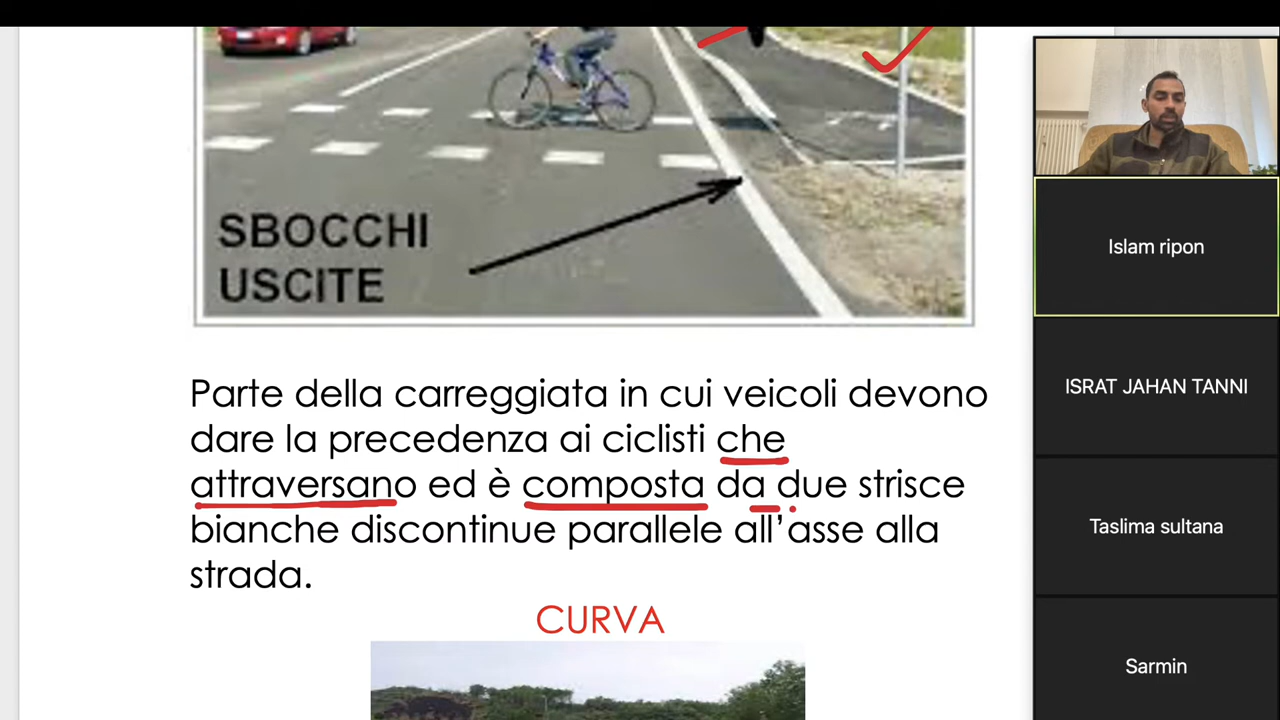 SBOCCHI
USCITE
Parte della carreggiata in cui veicoli devono
dare la precedenza ai ciclisti che
attraversano ed è composta da due strisce
bianche discontinue parallele all’asse alla
strada.
CURVA
Islam ripon
ISRAT JAHAN TANNI
Taslima sultana
Sarmin